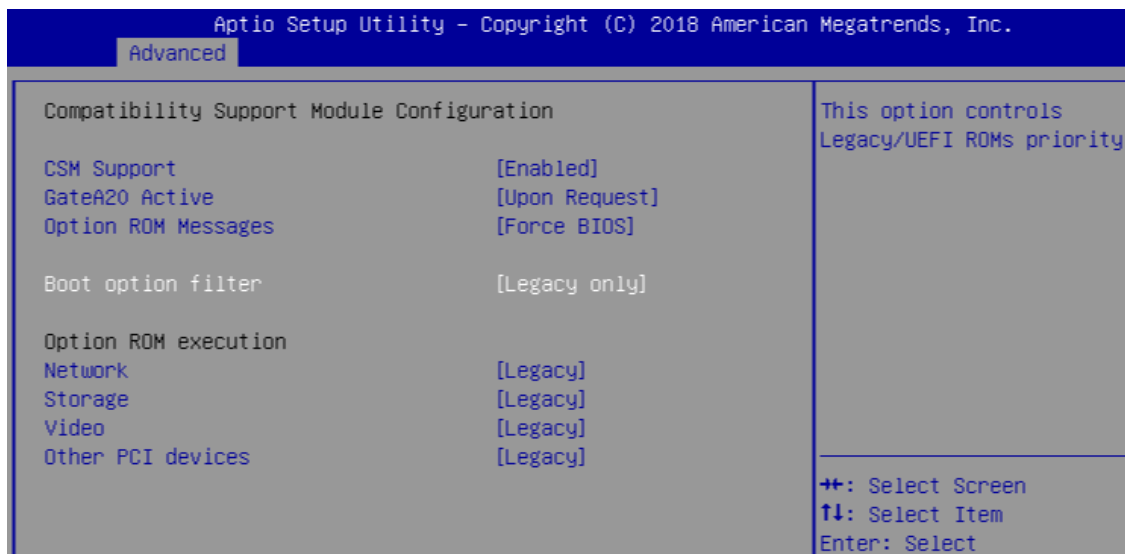 Aptio Setup Utility – Copyright (C) 2018 American Megatrends, Inc.
Advanced
Compatibility Support Module Configuration
CSM Support [Enabled]
GateA20 Active [Upon Request]
Option ROM Messages [Force BIOS]
Boot option filter [Legacy only]
Option ROM execution
Network [Legacy]
Storage [Legacy]
Video [Legacy]
Other PCI devices [Legacy]
This option controls
Legacy/UEFI ROMs priority
→←: Select Screen
↑↓: Select Item
Enter: Select